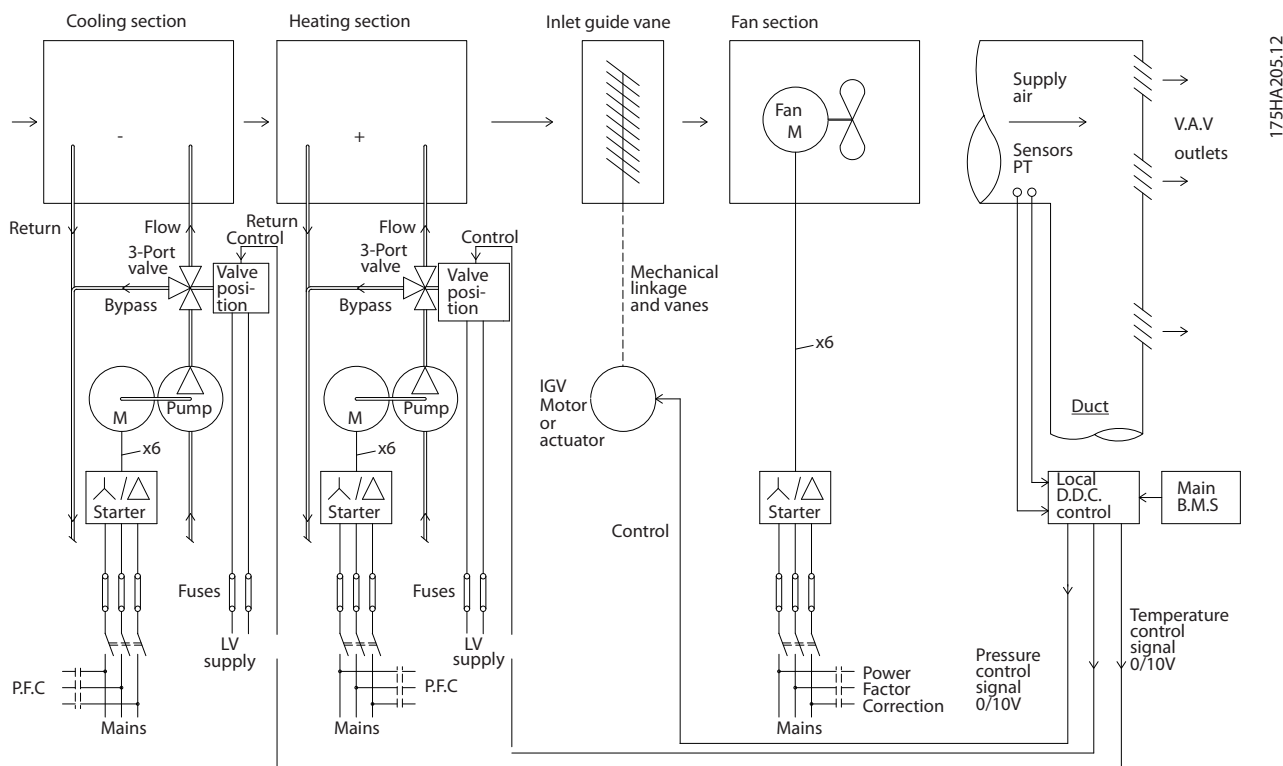 Cooling section
Heating section
Inlet guide vane
Fan section
175HA205.12
-
+
Fan
M
Supply
air
Sensors
PT
V.A.V
outlets
Return
Flow
Control
3-Port
valve
Valve
posi-
tion
Bypass
Return
Flow
Control
3-Port
valve
Valve
posi-
tion
Bypass
Mechanical
linkage
and vanes
x6
M
Pump
x6
M
Pump
x6
IGV
Motor
or
actuator
Duct
Starter
Starter
Starter
Local
D.D.C.
control
Main
B.M.S
Control
Fuses
Fuses
LV
supply
LV
supply
Temperature
control
signal
0/10V
Pressure
control
signal
0/10V
P.F.C
P.F.C
Power
Factor
Correction
Mains
Mains
Mains